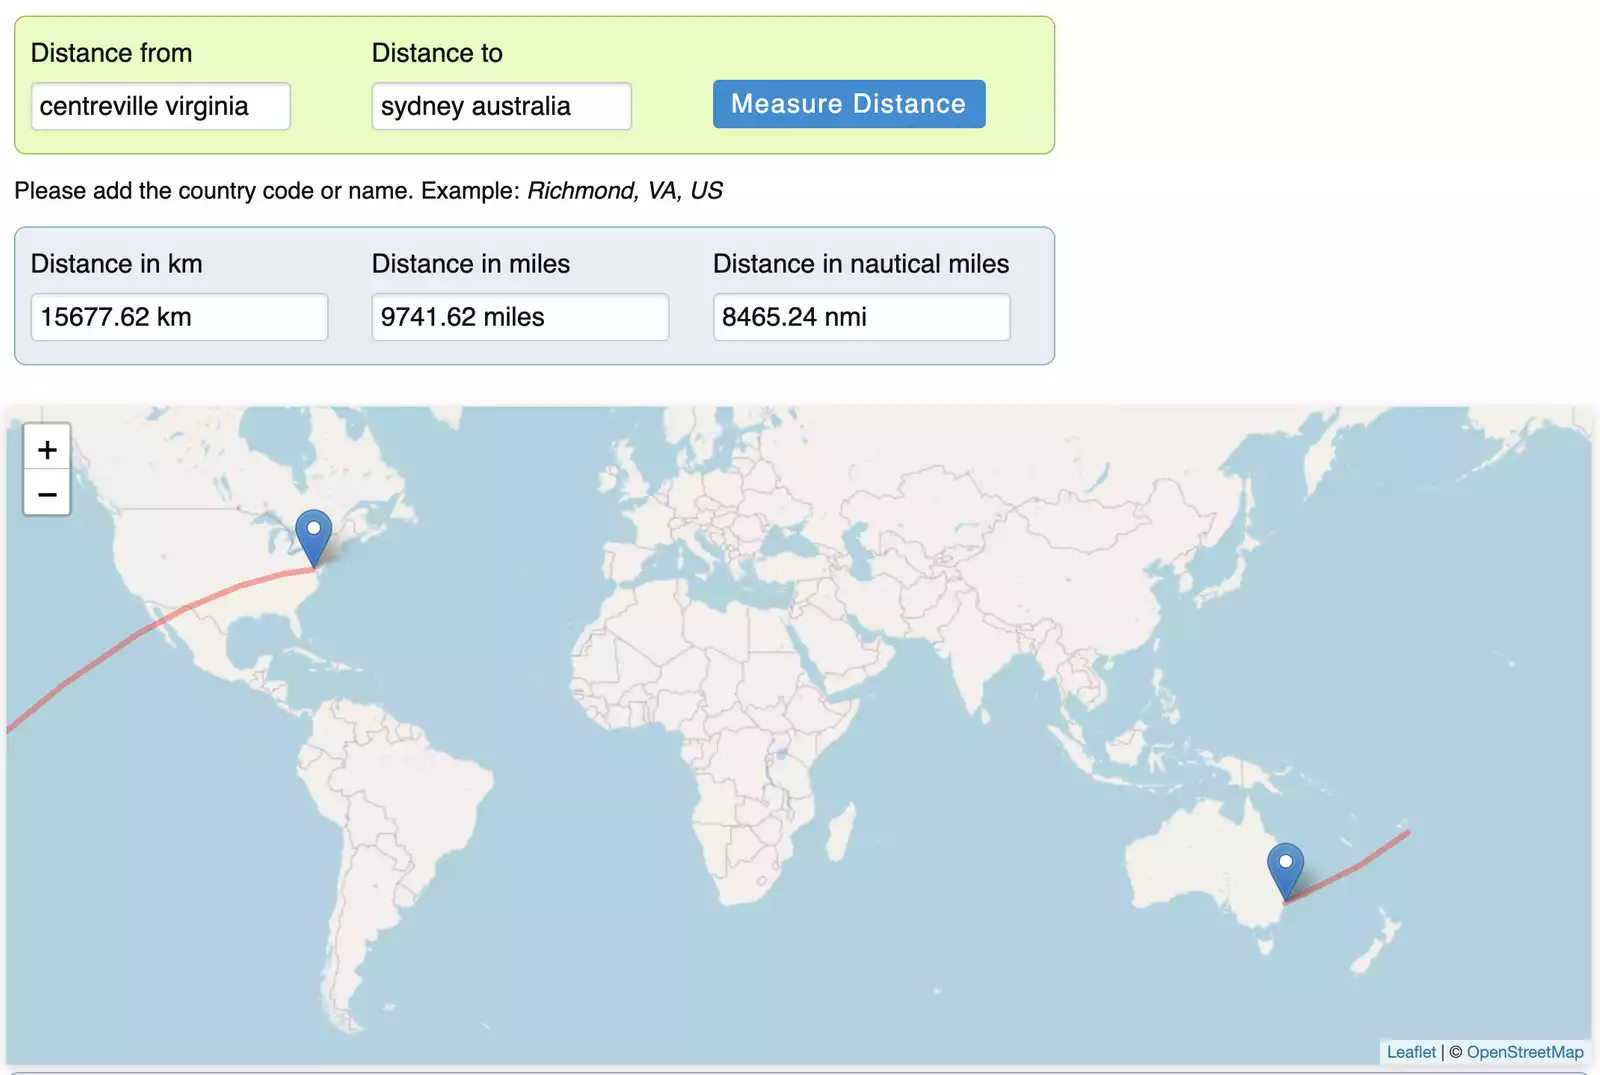 Distance from
Distance to
centreville virginia
sydney australia
Measure Distance
Please add the country code or name. Example: Richmond, VA, US
Distance in km
Distance in miles
Distance in nautical miles
15677.62 km
9741.62 miles
8465.24 nmi
+
−
Leaflet | © OpenStreetMap